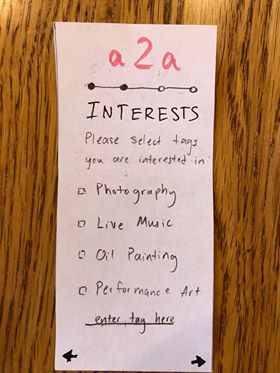 a2a
INTERESTS
Please select tags
you are interested in:
Photography
Live Music
Oil Painting
Performance Art
enter tag here